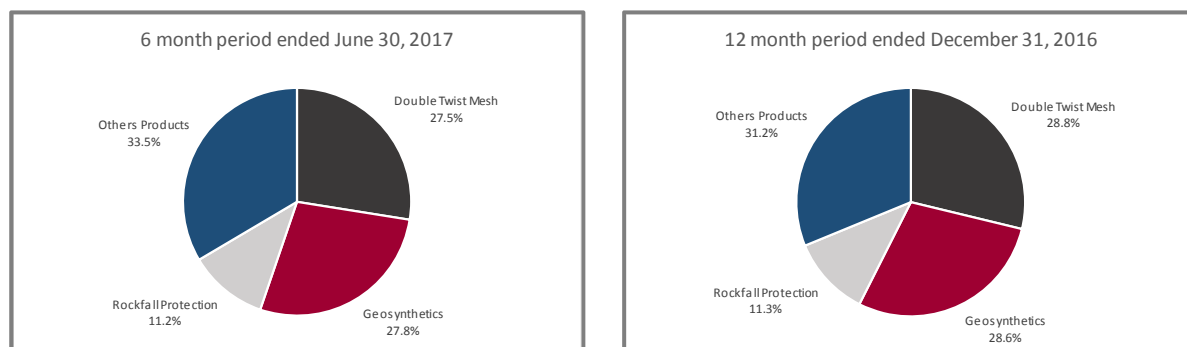 6 month period ended June 30, 2017
Double Twist Mesh
27.5%
Others Products
33.5%
Rockfall Protection
11.2%
Geosynthetics
27.8%
12 month period ended December 31, 2016
Double Twist Mesh
28.8%
Others Products
31.2%
Rockfall Protection
11.3%
Geosynthetics
28.6%